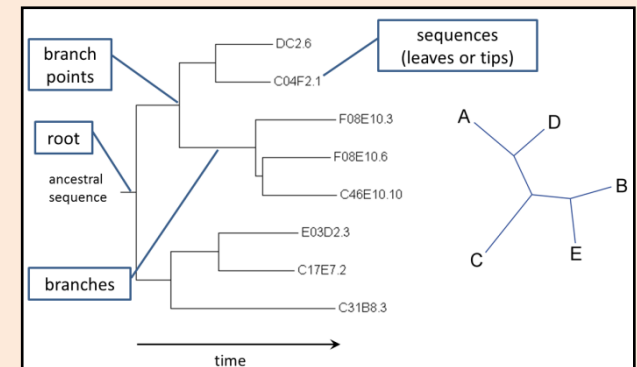 branch
points
sequences
(leaves or tips)
DC2.6
C04F2.1
root
F08E10.3
F08E10.6
C46E10.10
ancestral
sequence
E03D2.3
C17E7.2
C31B8.3
branches
time
A
D
B
C
E